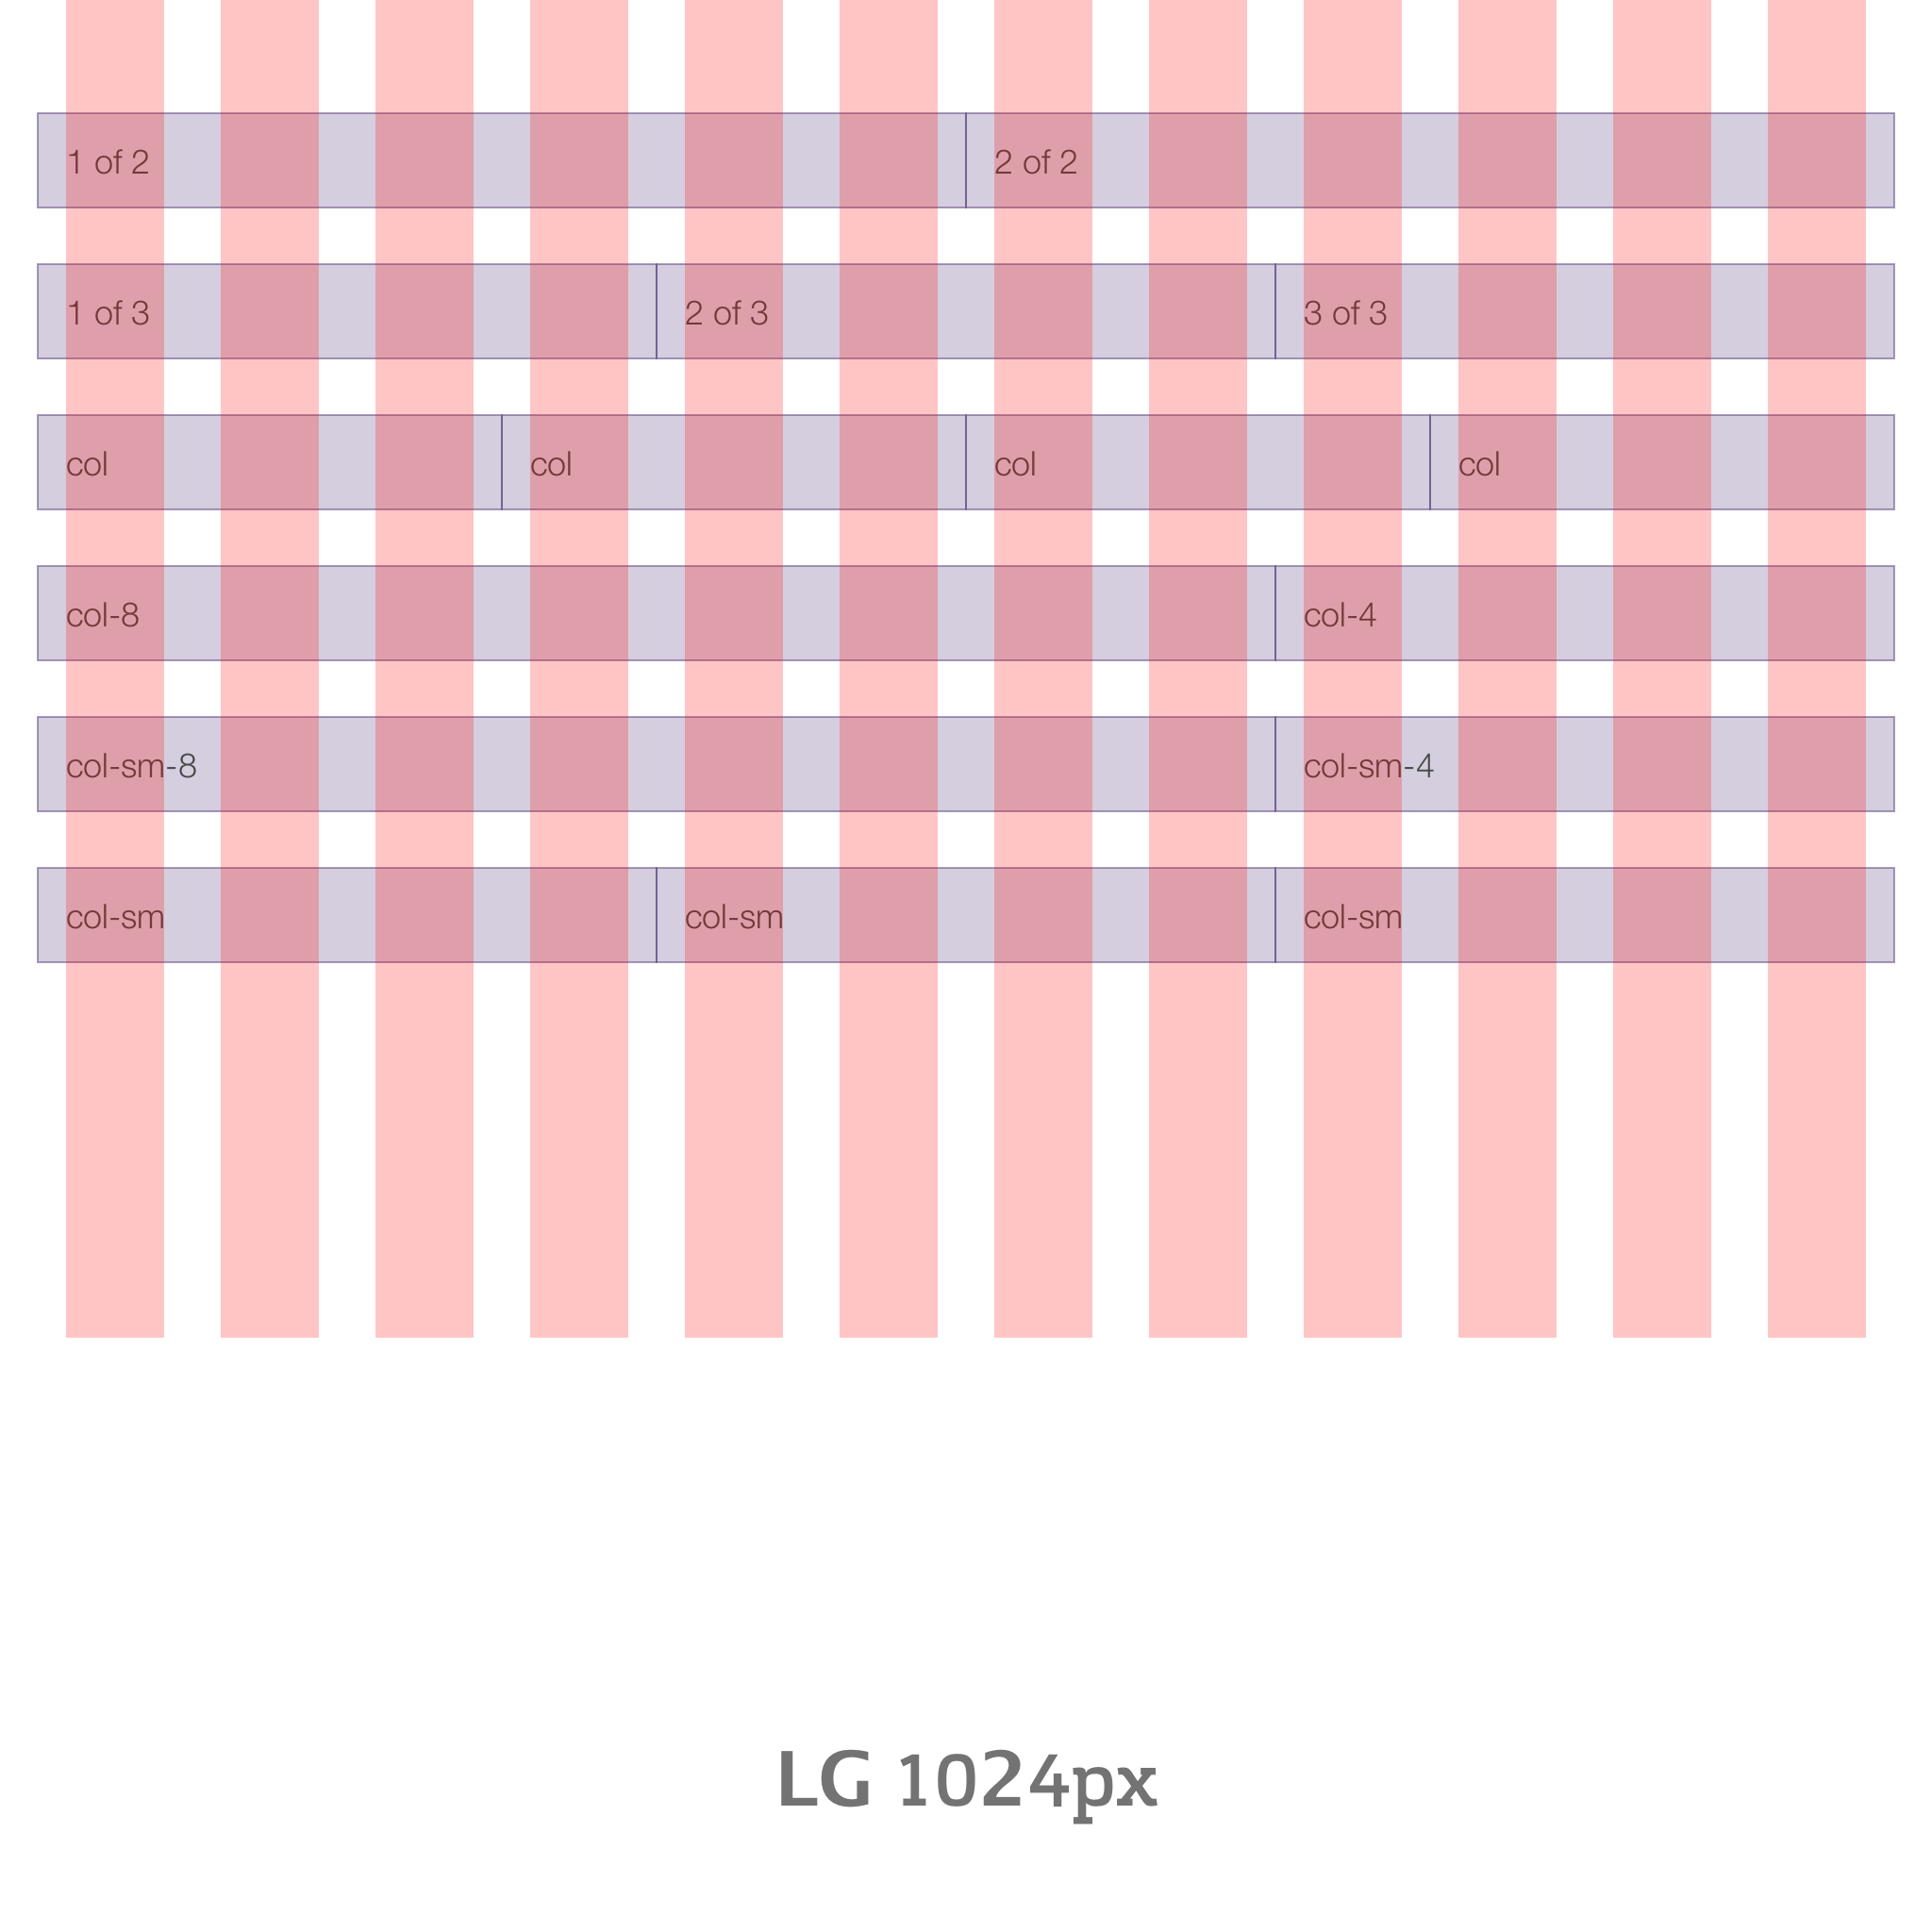 1 of 2 2 of 2
1 of 3 2 of 3 3 of 3
col col col col
col-8 col-4
col-sm-8 col-sm-4
col-sm col-sm col-sm
LG 1024px